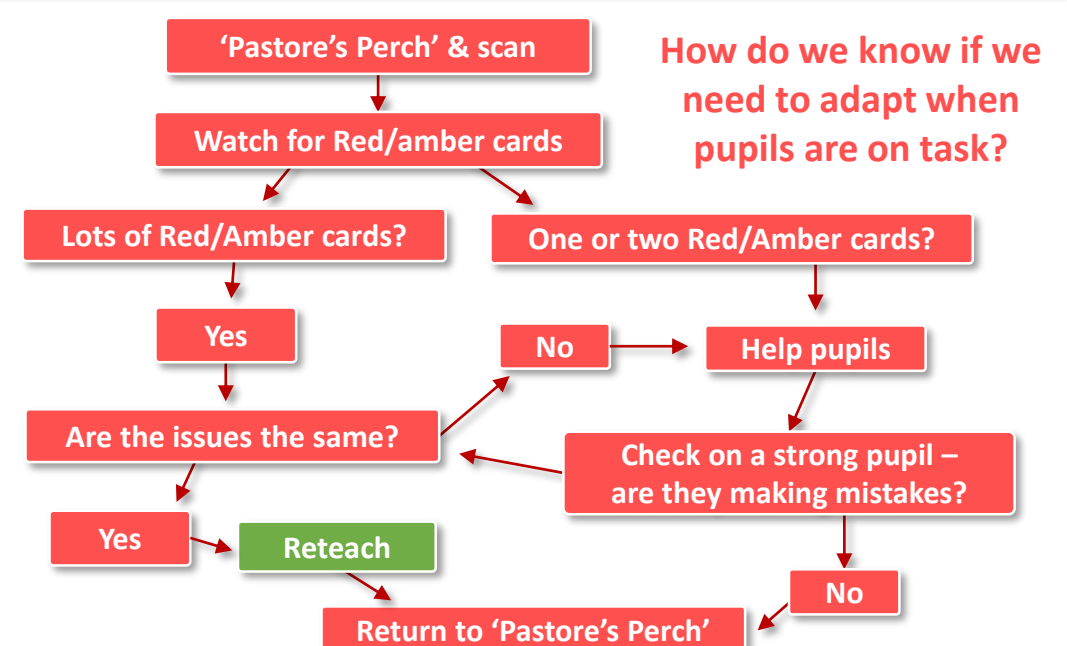 ‘Pastore’s Perch’ & scan
How do we know if we
need to adapt when
pupils are on task?
Watch for Red/amber cards
Lots of Red/Amber cards?
One or two Red/Amber cards?
Yes
No
Help pupils
Are the issues the same?
Check on a strong pupil –
are they making mistakes?
Yes
Reteach
No
Return to ‘Pastore’s Perch’